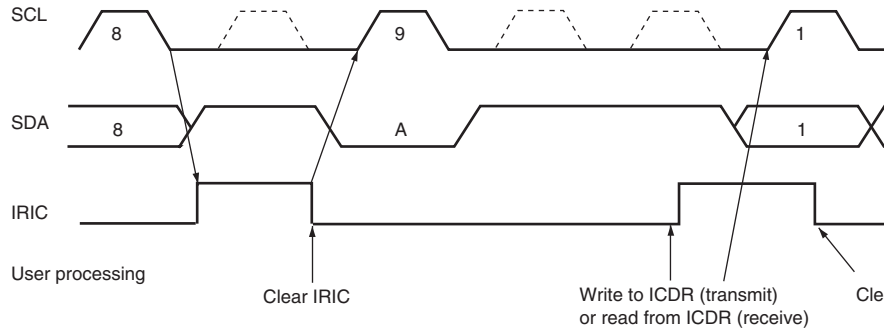 SCL
8
9
1
SDA
8
A
1
IRIC
User processing
Clear IRIC
Write to ICDR (transmit)
or read from ICDR (receive)